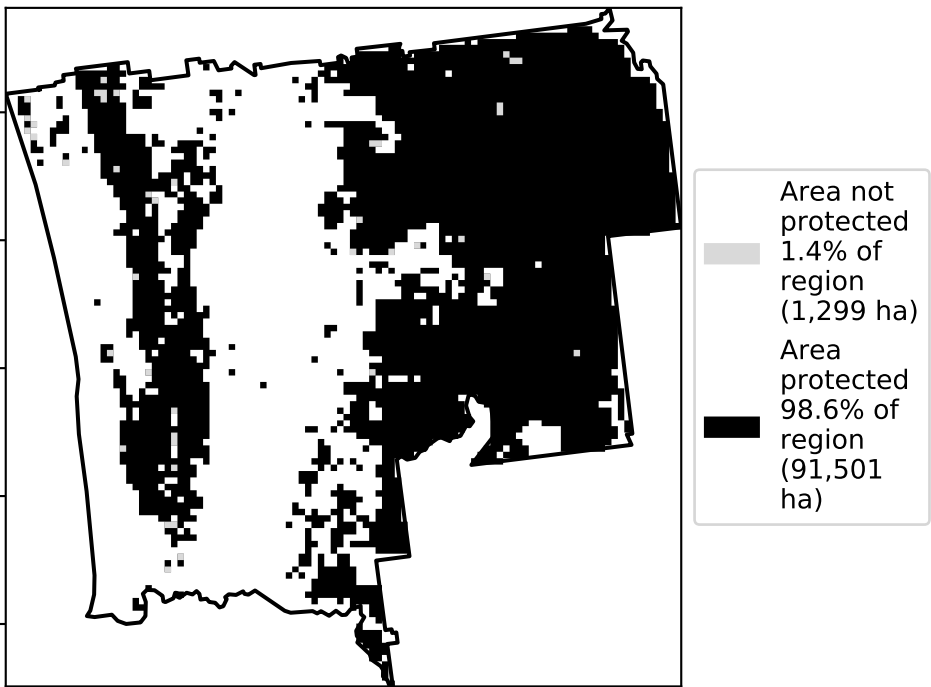 Area not
protected
1.4% of
region
(1,299 ha)
Area
protected
98.6% of
region
(91,501
ha)